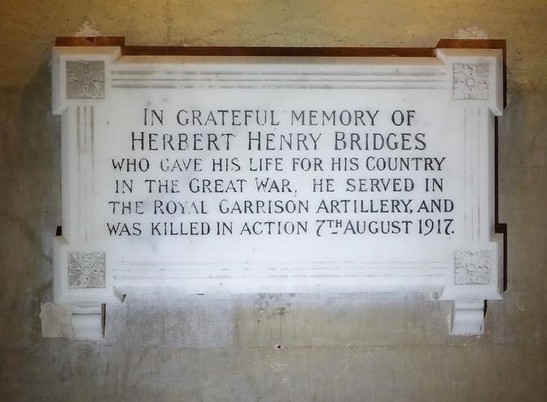 IN GRATEFUL MEMORY OF
HERBERT HENRY BRIDGES
WHO GAVE HIS LIFE FOR HIS COUNTRY
IN THE GREAT WAR, HE SERVED IN
THE ROYAL GARRISON ARTILLERY, AND
WAS KILLED IN ACTION 7TH AUGUST 1917.